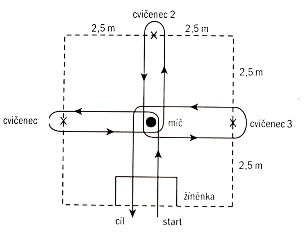 cvičenec 2
2,5 m
2,5 m
2,5 m
cvičenec
míč
cvičenec 3
2,5 m
žíněnka
cíl
start